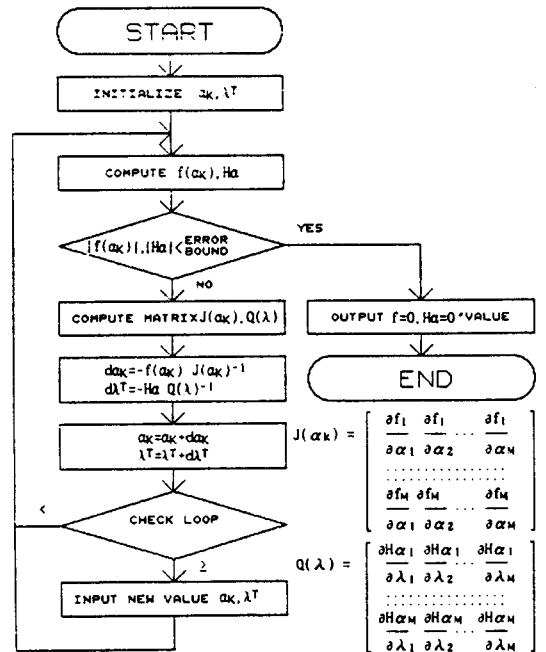 START
INITIALIZE αK,λT
COMPUTE f(αK),Hα
|f(αK)|,|Hα|<ERROR BOUND
YES
NO
COMPUTE MATRIX J(αK),Q(λ)
OUTPUT f=0,Hα=0 'VALUE
dαK=-f(αK) J(αK)-1
dλT=-Hα Q(λ)-1
END
αK=αK+dαK
λT=λT+dλT
J(αk) = [ ∂f1 ∂f1 ... ∂f1
∂α1 ∂α2 ∂αM
..............
∂fM ∂fM ... ∂fM
∂α1 ∂α2 ∂αM ]
<
CHECK LOOP
≥
Q(λ) = [ ∂Hα1 ∂Hα1 ... ∂Hα1
∂λ1 ∂λ2 ∂λM
..............
∂HαM ∂HαM ... ∂HαM
∂λ1 ∂λ2 ∂λM ]
INPUT NEW VALUE αK,λT